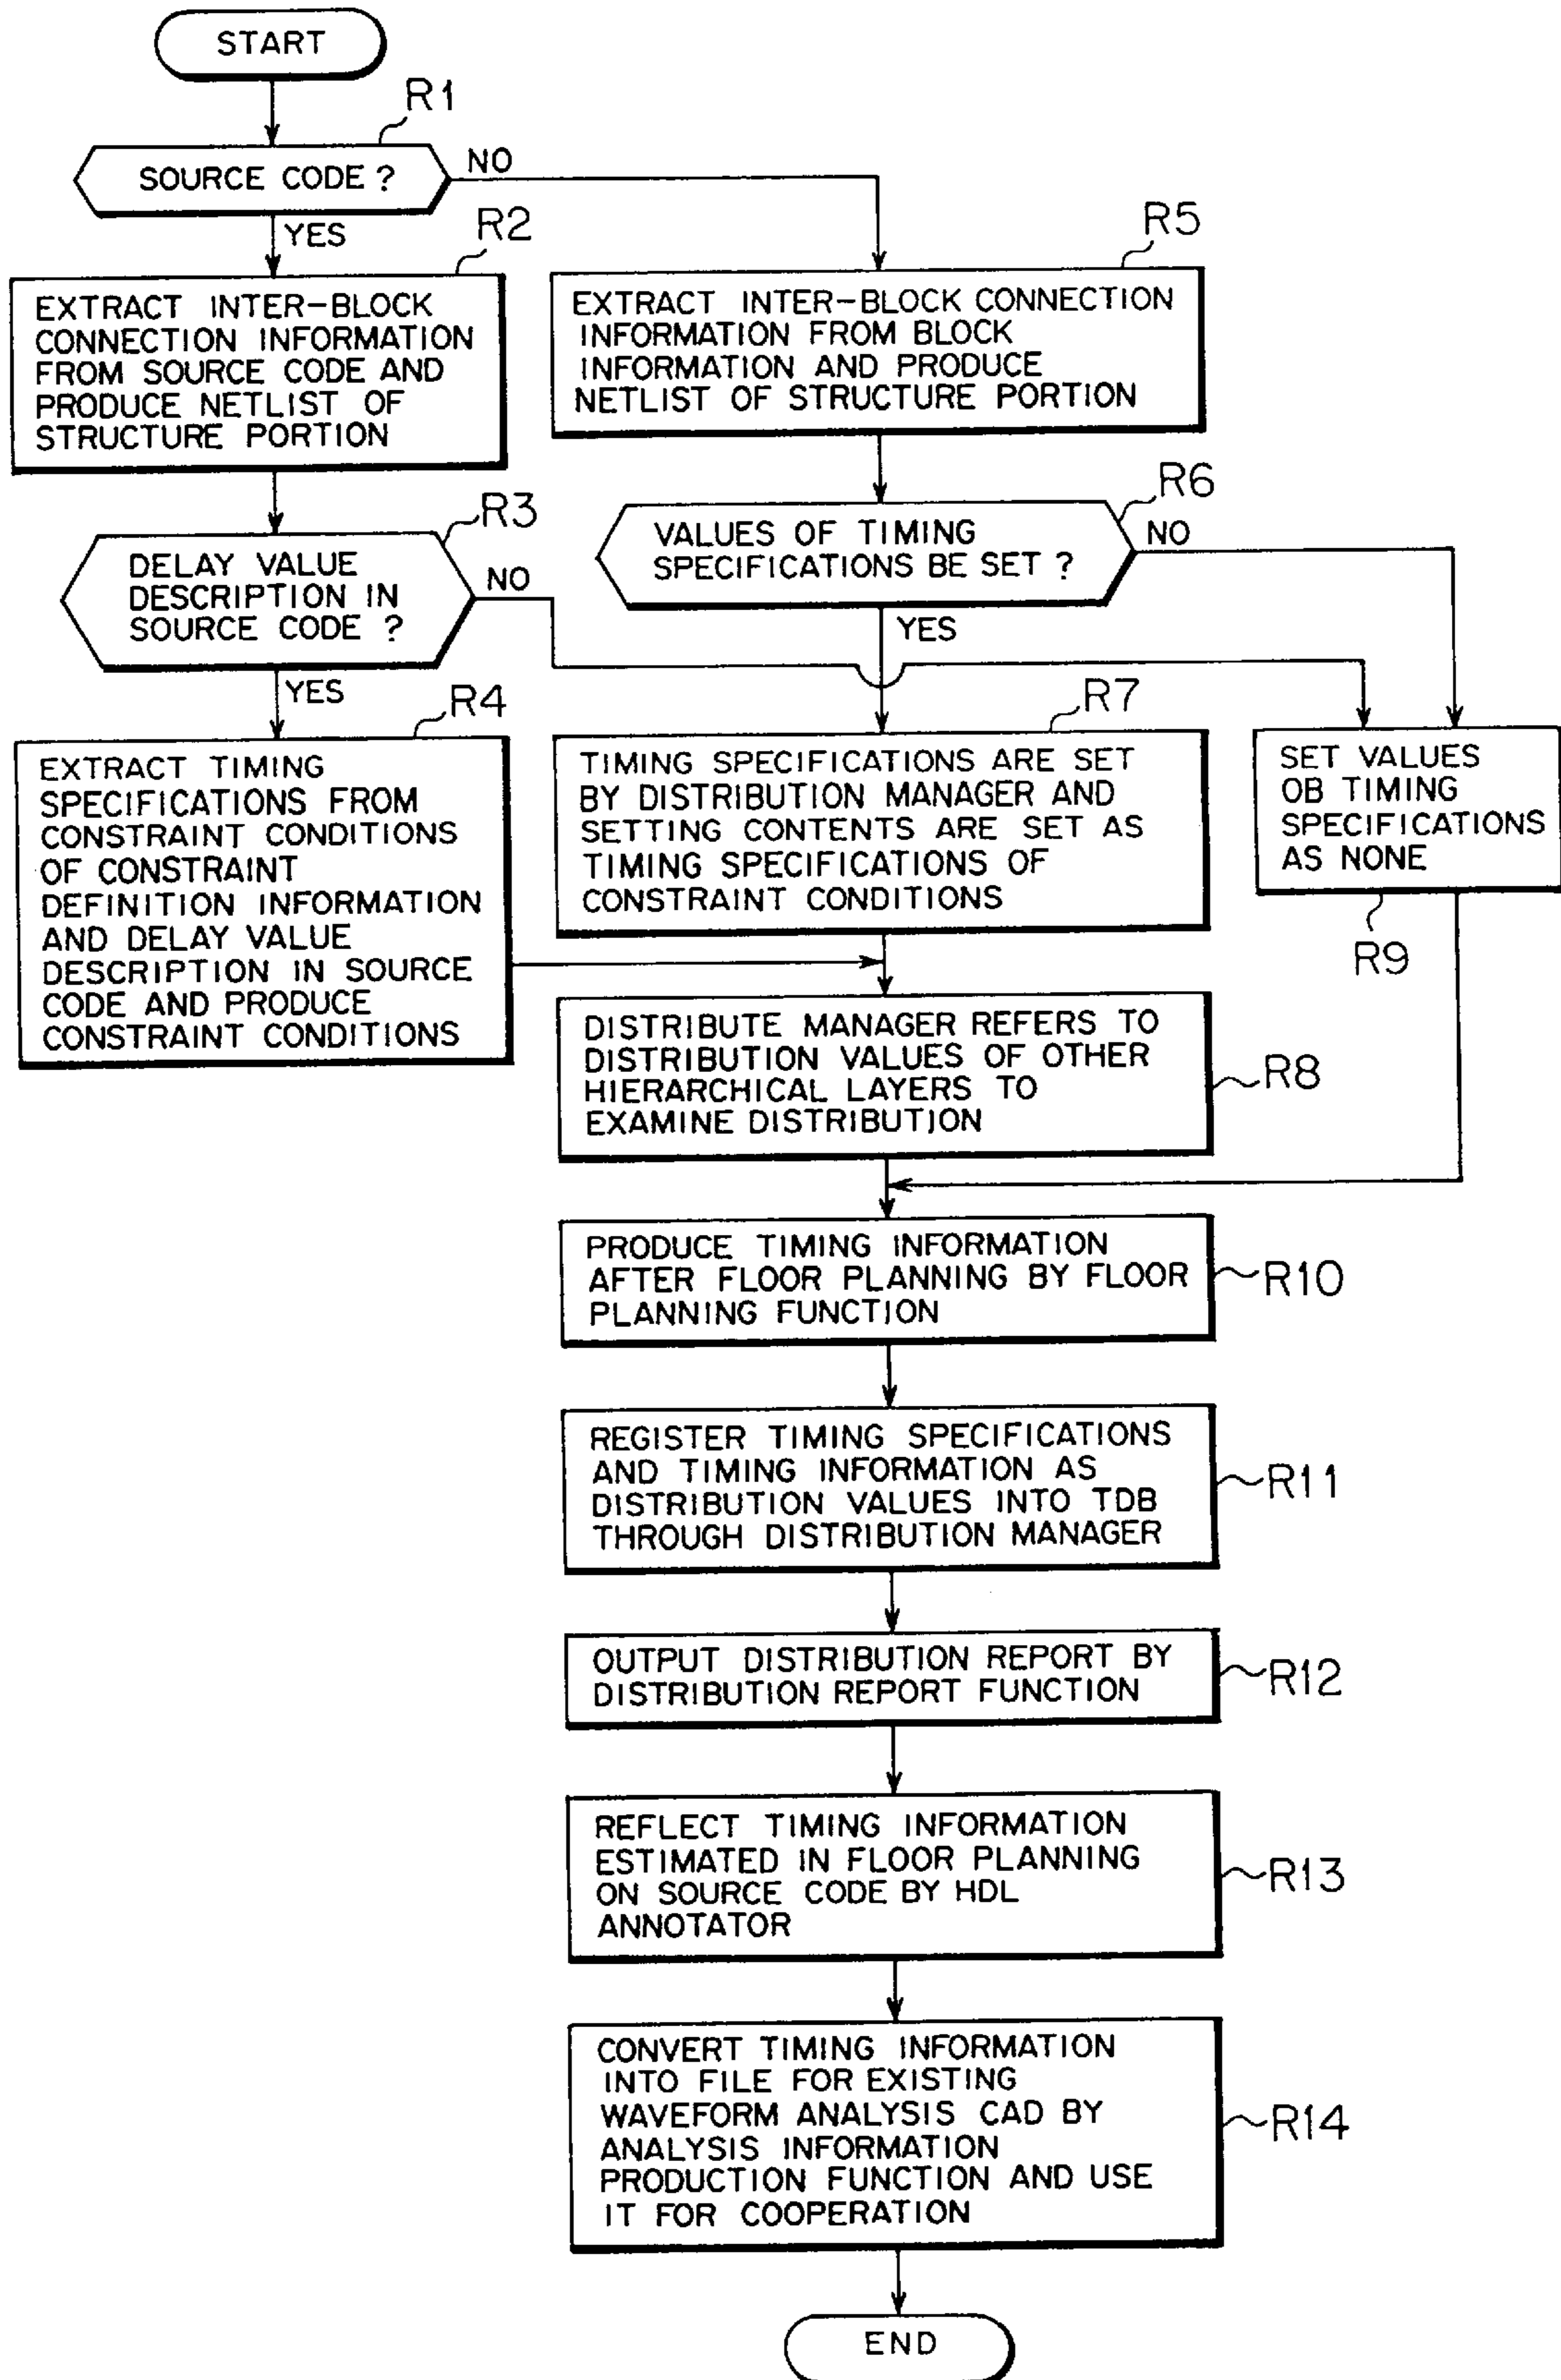 START
R1
SOURCE CODE ?
NO
YES
R2
EXTRACT INTER-BLOCK
CONNECTION INFORMATION
FROM SOURCE CODE AND
PRODUCE NETLIST OF
STRUCTURE PORTION
R5
EXTRACT INTER-BLOCK CONNECTION
INFORMATION FROM BLOCK
INFORMATION AND PRODUCE
NETLIST OF STRUCTURE PORTION
R3
DELAY VALUE
DESCRIPTION IN
SOURCE CODE ?
NO
YES
R6
VALUES OF TIMING
SPECIFICATIONS BE SET ?
NO
YES
R4
EXTRACT TIMING
SPECIFICATIONS FROM
CONSTRAINT CONDITIONS
OF CONSTRAINT
DEFINITION INFORMATION
AND DELAY VALUE
DESCRIPTION IN SOURCE
CODE AND PRODUCE
CONSTRAINT CONDITIONS
R7
TIMING SPECIFICATIONS ARE SET
BY DISTRIBUTION MANAGER AND
SETTING CONTENTS ARE SET AS
TIMING SPECIFICATIONS OF
CONSTRAINT CONDITIONS
SET VALUES
OB TIMING
SPECIFICATIONS
AS NONE
R9
DISTRIBUTE MANAGER REFERS TO
DISTRIBUTION VALUES OF OTHER
HIERARCHICAL LAYERS TO
EXAMINE DISTRIBUTION
R8
PRODUCE TIMING INFORMATION
AFTER FLOOR PLANNING BY FLOOR
PLANNING FUNCTION
R10
REGISTER TIMING SPECIFICATIONS
AND TIMING INFORMATION AS
DISTRIBUTION VALUES INTO TDB
THROUGH DISTRIBUTION MANAGER
R11
OUTPUT DISTRIBUTION REPORT BY
DISTRIBUTION REPORT FUNCTION
R12
REFLECT TIMING INFORMATION
ESTIMATED IN FLOOR PLANNING
ON SOURCE CODE BY HDL
ANNOTATOR
R13
CONVERT TIMING INFORMATION
INTO FILE FOR EXISTING
WAVEFORM ANALYSIS CAD BY
ANALYSIS INFORMATION
PRODUCTION FUNCTION AND USE
IT FOR COOPERATION
R14
END